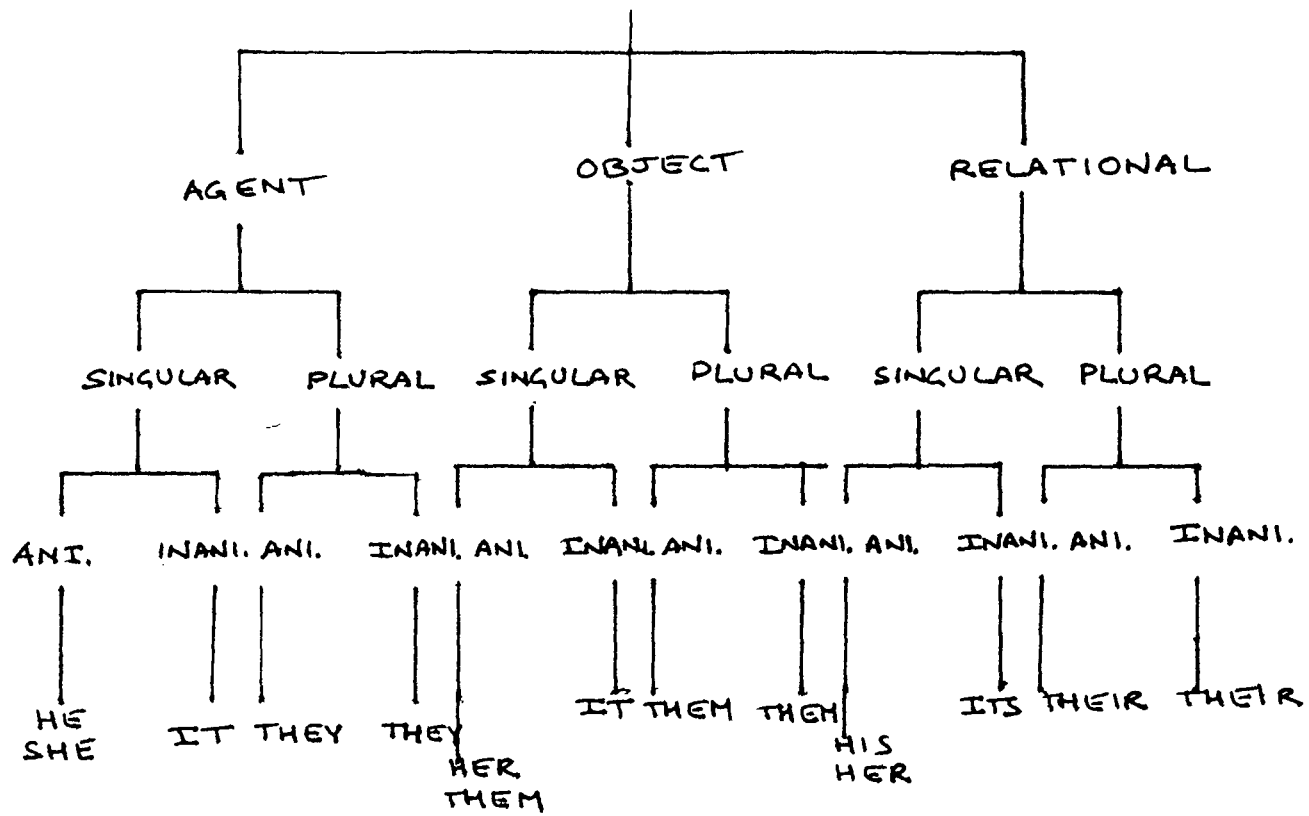 AGENT OBJECT RELATIONAL
SINGULAR PLURAL SINGULAR PLURAL SINGULAR PLURAL
ANI. INANI. ANI. INANI. ANI. INANI. ANI. INANI. ANI. INANI. ANI. INANI.
HE IT THEY THEY IT THEM THEM ITS THEIR THEIR
SHE HIS
HER HER
THEM